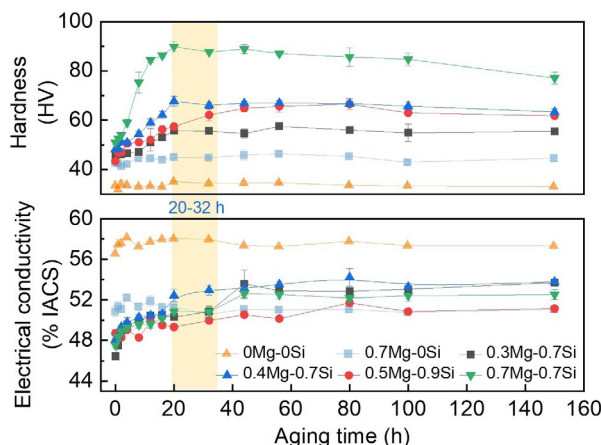 Hardness
(HV)
100
80
60
40
20-32 h
Electrical conductivity
(% IACS)
60
56
52
48
44
0Mg-0Si 0.7Mg-0Si 0.3Mg-0.7Si
0.4Mg-0.7Si 0.5Mg-0.9Si 0.7Mg-0.7Si
0 20 40 60 80 100 120 140 160
Aging time (h)